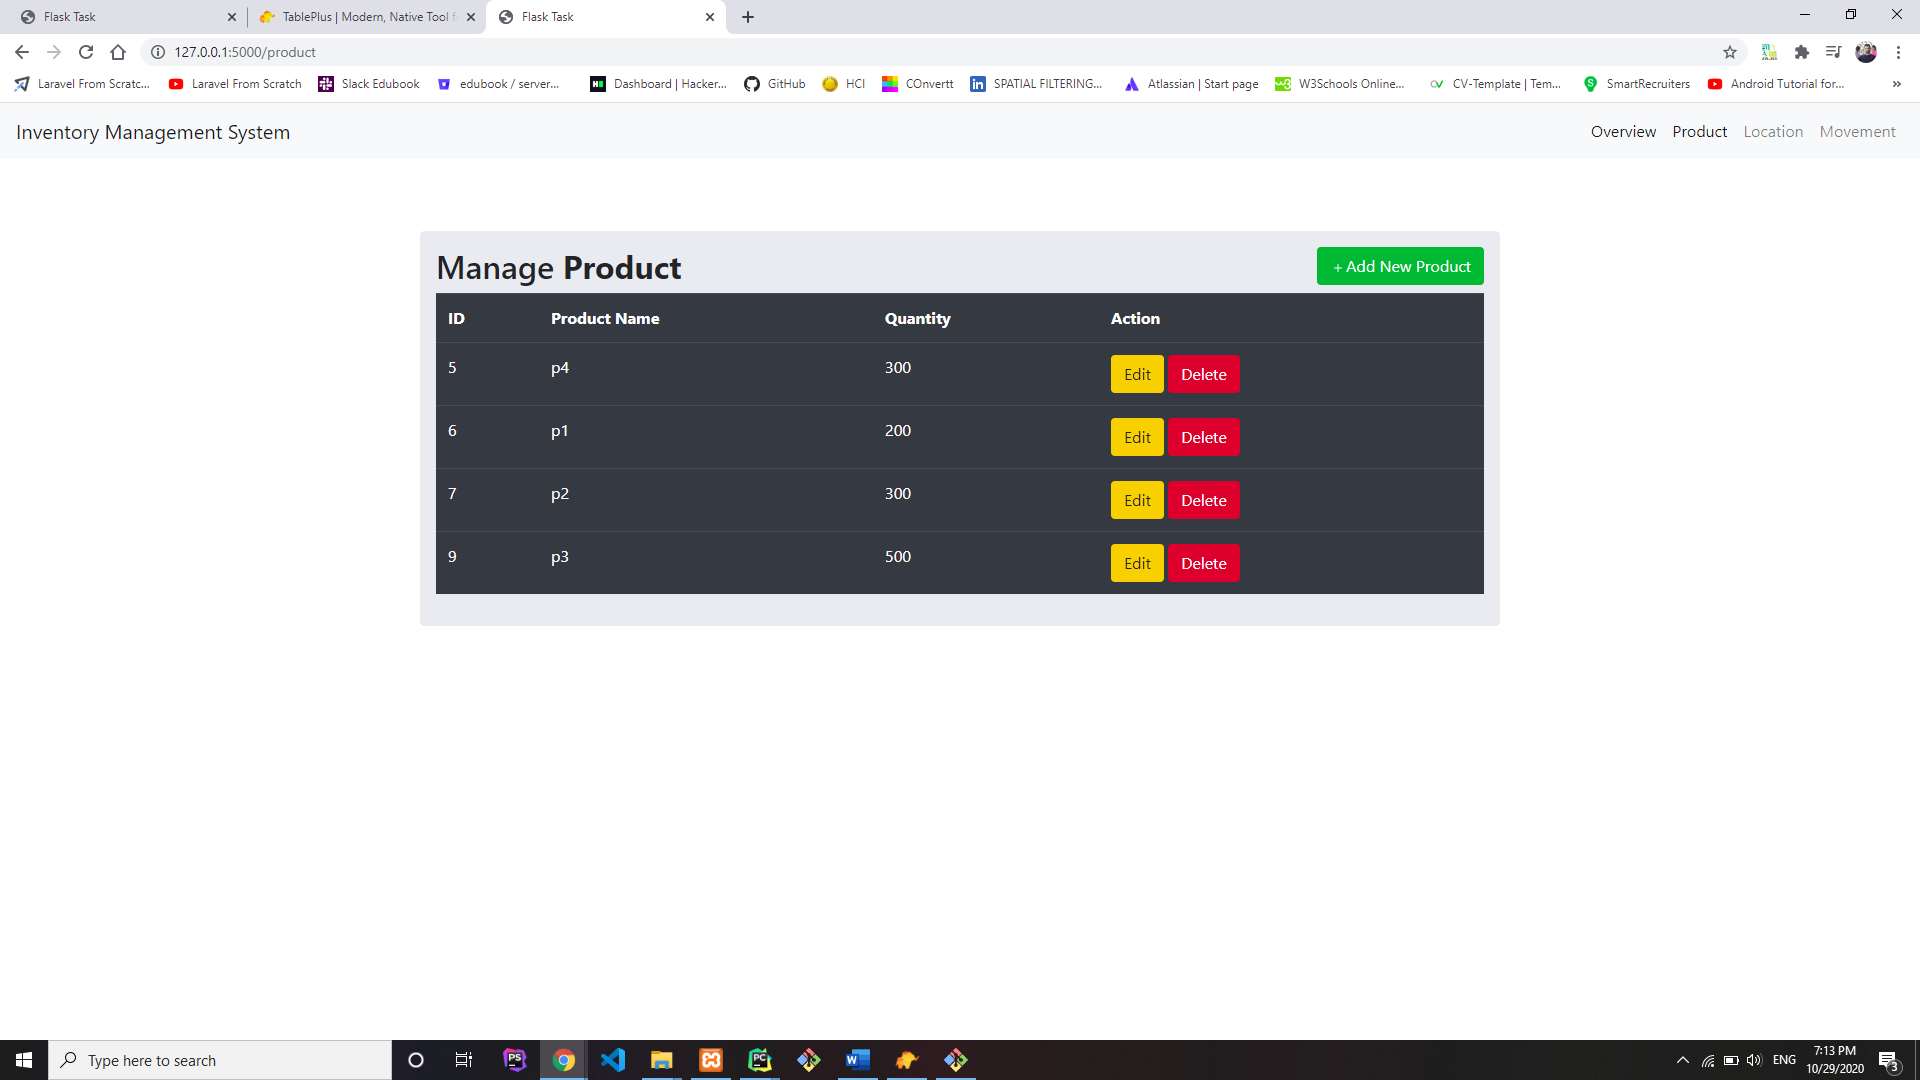 Flask Task
TablePlus | Modern, Native Tool f
Flask Task
127.0.0.1:5000/product
Laravel From Scratc...
Laravel From Scratch
Slack Edubook
edubook / server...
Dashboard | Hacker...
GitHub
HCI
COnvertt
SPATIAL FILTERING...
Atlassian | Start page
W3Schools Online...
CV-Template | Tem...
SmartRecruiters
Android Tutorial for...
»
Inventory Management System
Overview Product Location Movement
Manage Product
+ Add New Product
ID Product Name Quantity Action
5 p4 300 Edit Delete
6 p1 200 Edit Delete
7 p2 300 Edit Delete
9 p3 500 Edit Delete
Type here to search
ENG
7:13 PM
10/29/2020
3